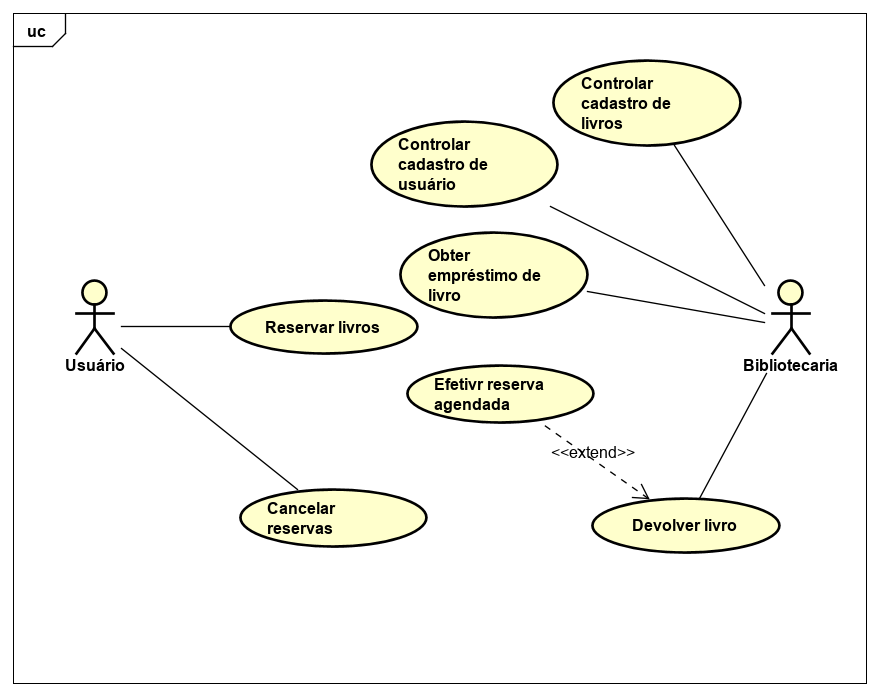 uc
Controlar
cadastro de
livros
Controlar
cadastro de
usuário
Obter
empréstimo de
livro
Reservar livros
Usuário
Bibliotecaria
Efetivr reserva
agendada
<<extend>>
Cancelar
reservas
Devolver livro